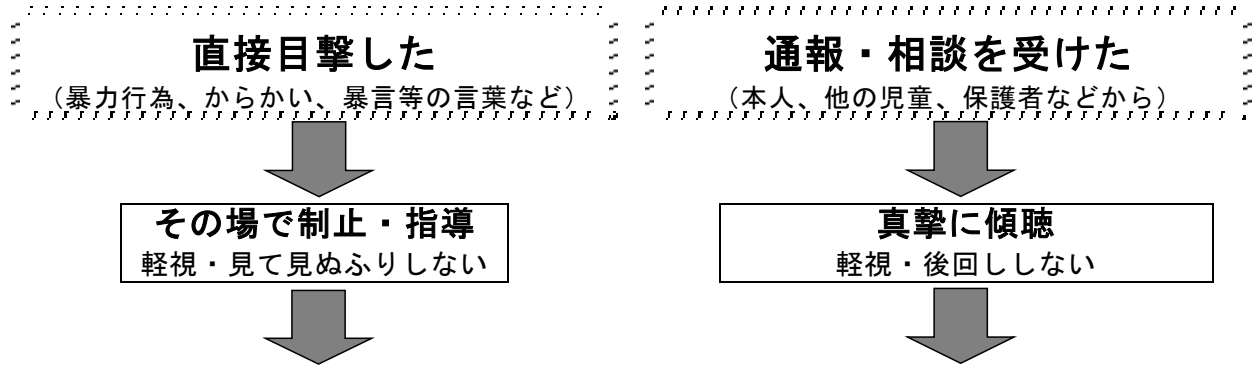 直接目撃した
（暴力行為、からかい、暴言等の言葉など）
その場で制止・指導
軽視・見て見ぬふりしない
通報・相談を受けた
（本人、他の児童、保護者などから）
真摯に傾聴
軽視・後回ししない